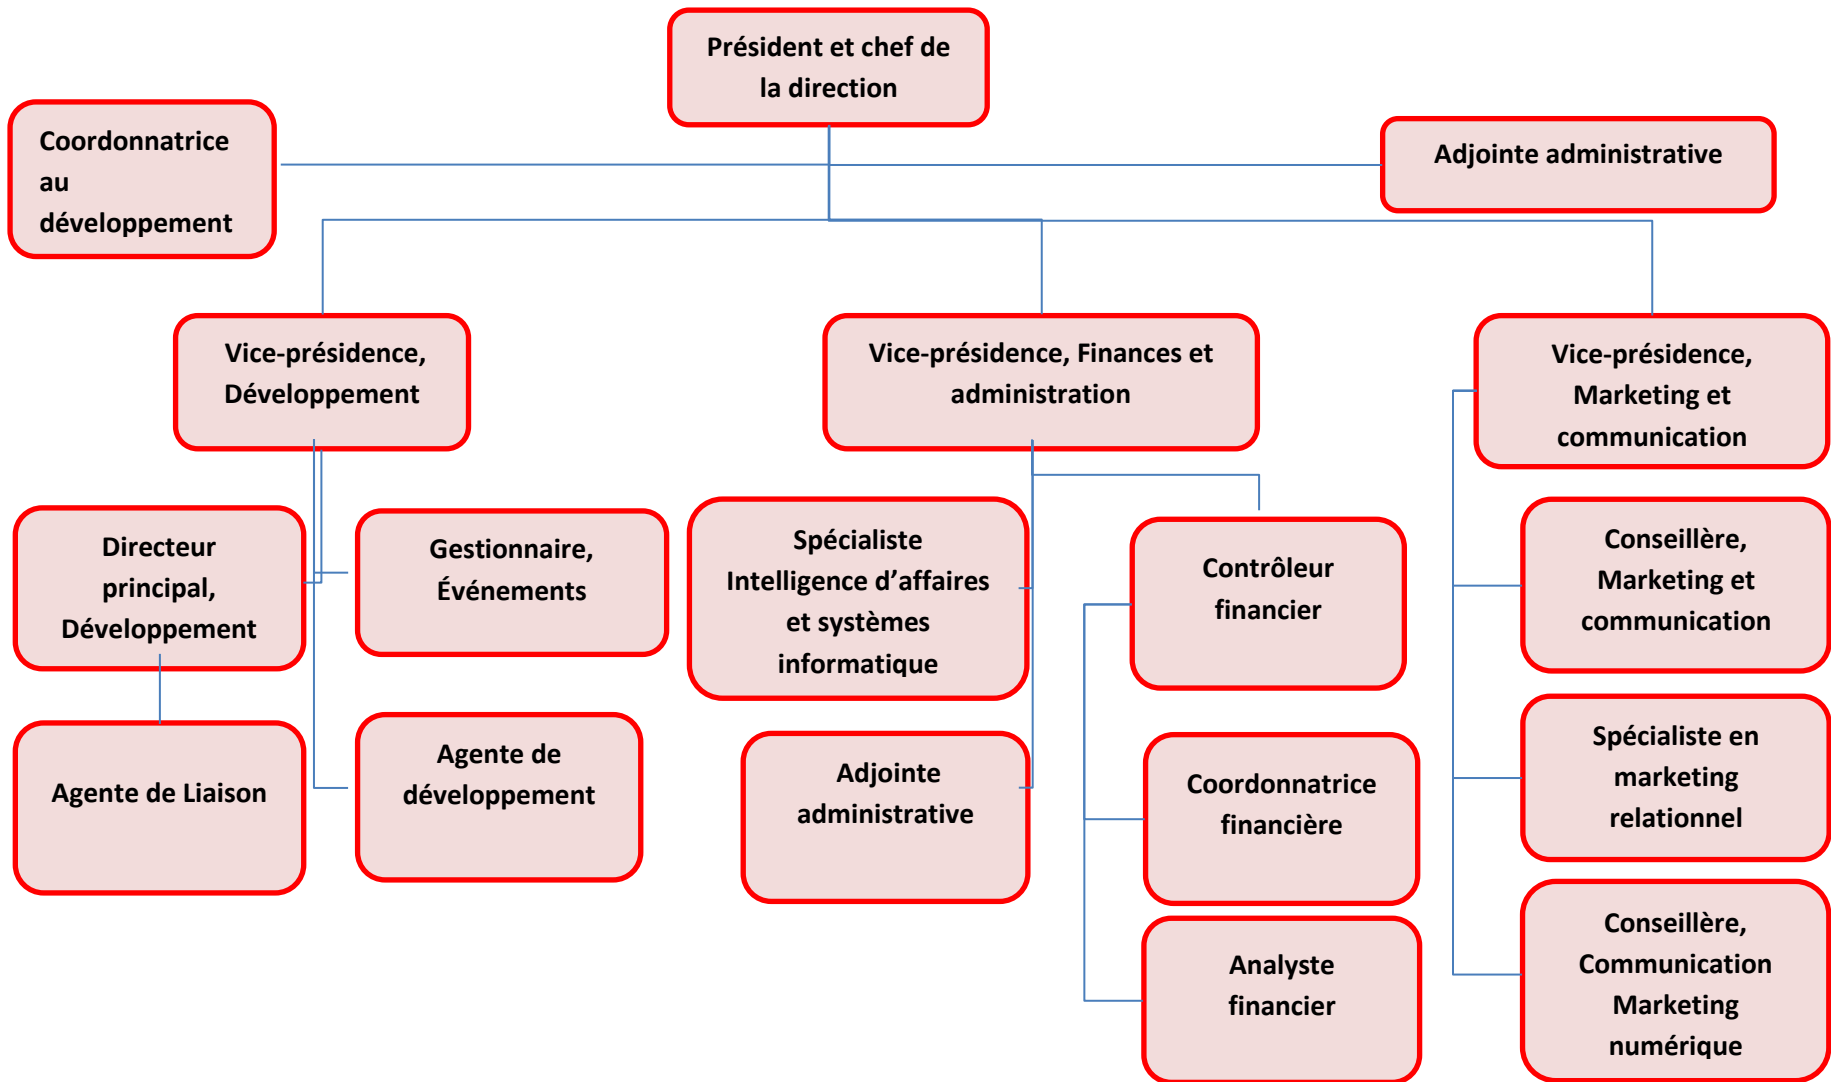 Président et chef de
la direction
Coordonnatrice
au
développement
Adjointe administrative
Vice-présidence,
Développement
Vice-présidence, Finances et
administration
Vice-présidence,
Marketing et
communication
Directeur
principal,
Développement
Gestionnaire,
Événements
Spécialiste
Intelligence d’affaires
et systèmes
informatique
Contrôleur
financier
Conseillère,
Marketing et
communication
Agente de Liaison
Agente de
développement
Adjointe
administrative
Coordonnatrice
financière
Spécialiste en
marketing
relationnel
Analyste
financier
Conseillère,
Communication
Marketing
numérique